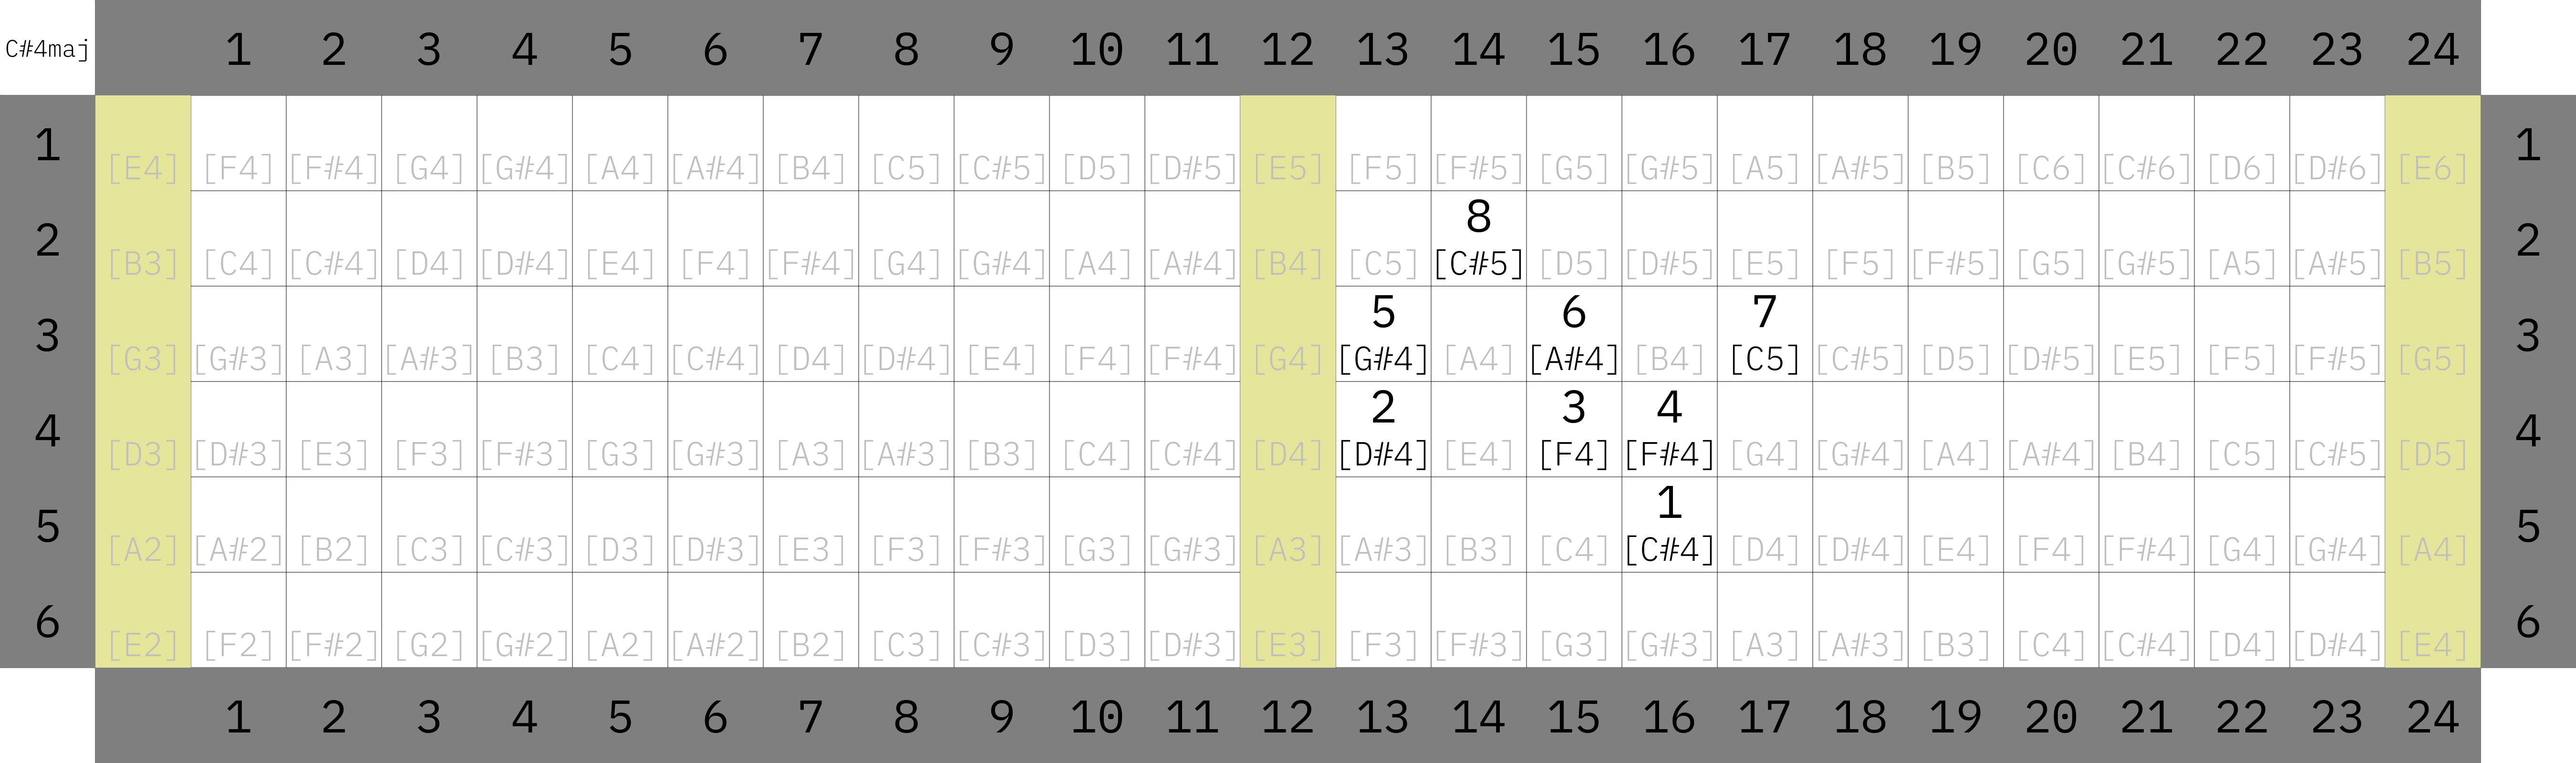 C#4maj 1 2 3 4 5 6 7 8 9 10 11 12 13 14 15 16 17 18 19 20 21 22 23 24
1 1
[E4] [F4] [F#4] [G4] [G#4] [A4] [A#4] [B4] [C5] [C#5] [D5] [D#5] [E5] [F5] [F#5] [G5] [G#5] [A5] [A#5] [B5] [C6] [C#6] [D6] [D#6] [E6]
2 8 2
[B3] [C4] [C#4] [D4] [D#4] [E4] [F4] [F#4] [G4] [G#4] [A4] [A#4] [B4] [C5] [C#5] [D5] [D#5] [E5] [F5] [F#5] [G5] [G#5] [A5] [A#5] [B5]
3 5 6 7 3
[G3] [G#3] [A3] [A#3] [B3] [C4] [C#4] [D4] [D#4] [E4] [F4] [F#4] [G4] [G#4] [A4] [A#4] [B4] [C5] [C#5] [D5] [D#5] [E5] [F5] [F#5] [G5]
4 2 3 4 4
[D3] [D#3] [E3] [F3] [F#3] [G3] [G#3] [A3] [A#3] [B3] [C4] [C#4] [D4] [D#4] [E4] [F4] [F#4] [G4] [G#4] [A4] [A#4] [B4] [C5] [C#5] [D5]
5 1 5
[A2] [A#2] [B2] [C3] [C#3] [D3] [D#3] [E3] [F3] [F#3] [G3] [G#3] [A3] [A#3] [B3] [C4] [C#4] [D4] [D#4] [E4] [F4] [F#4] [G4] [G#4] [A4]
6 6
[E2] [F2] [F#2] [G2] [G#2] [A2] [A#2] [B2] [C3] [C#3] [D3] [D#3] [E3] [F3] [F#3] [G3] [G#3] [A3] [A#3] [B3] [C4] [C#4] [D4] [D#4] [E4]
1 2 3 4 5 6 7 8 9 10 11 12 13 14 15 16 17 18 19 20 21 22 23 24